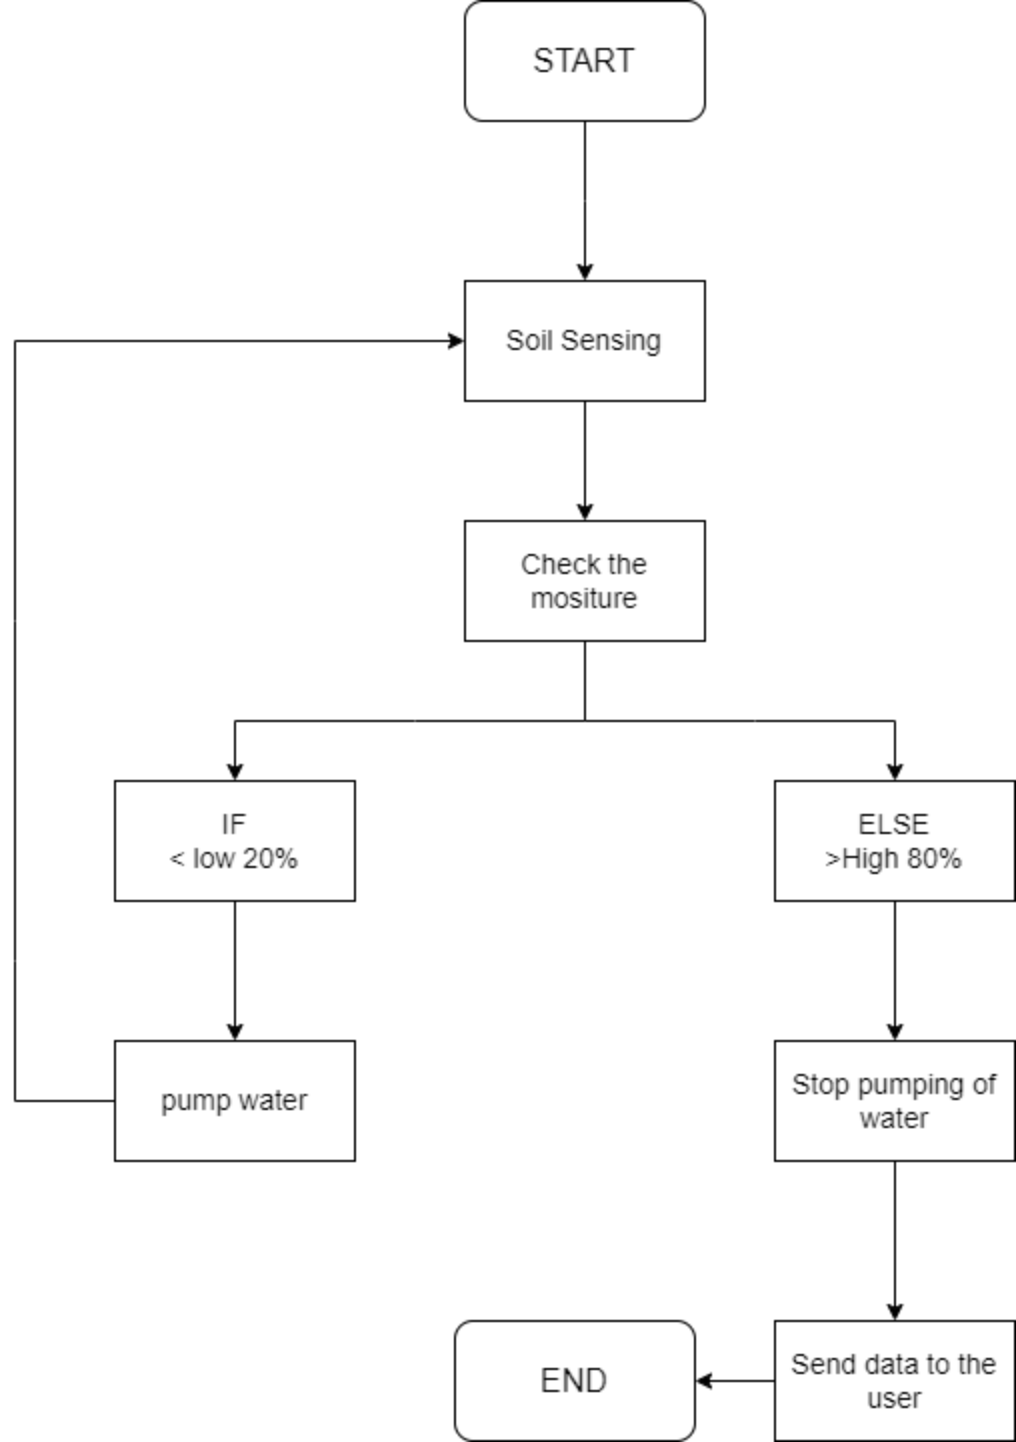 START
Soil Sensing
Check the
mositure
IF
< low 20%
ELSE
>High 80%
pump water
Stop pumping of
water
END
Send data to the
user